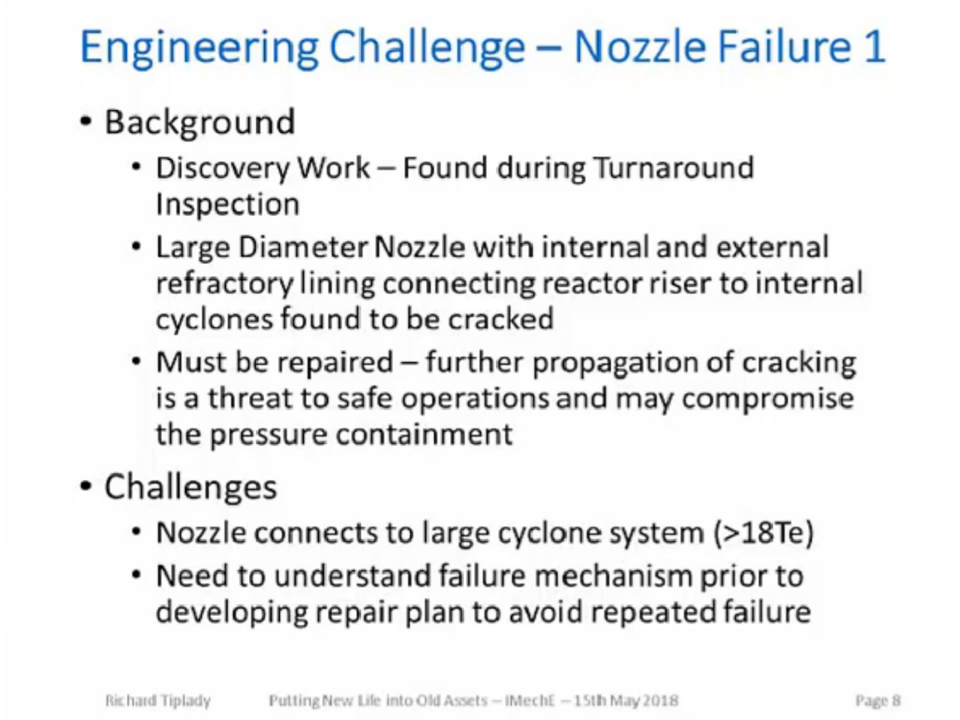 Engineering Challenge – Nozzle Failure 1
• Background
• Discovery Work – Found during Turnaround
Inspection
• Large Diameter Nozzle with internal and external
refractory lining connecting reactor riser to internal
cyclones found to be cracked
• Must be repaired – further propagation of cracking
is a threat to safe operations and may compromise
the pressure containment
• Challenges
• Nozzle connects to large cyclone system (>18Te)
• Need to understand failure mechanism prior to
developing repair plan to avoid repeated failure
Richard Tiplady Putting New Life into Old Assets – IMechE – 15th May 2018 Page 8